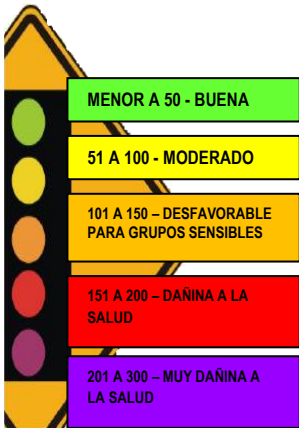 MENOR A 50 - BUENA
51 A 100 - MODERADO
101 A 150 – DESFAVORABLE
PARA GRUPOS SENSIBLES
151 A 200 – DAÑINA A LA
SALUD
201 A 300 – MUY DAÑINA A
LA SALUD